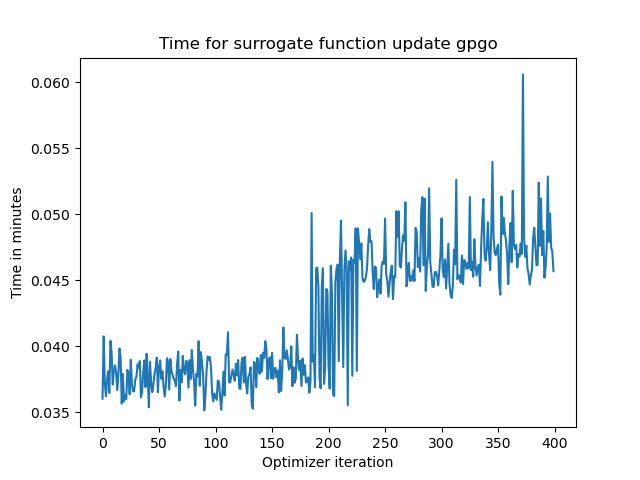 Time for surrogate function update gpgo
0.060
0.055
0.050
0.045
0.040
0.035
Time in minutes
0 50 100 150 200 250 300 350 400
Optimizer iteration